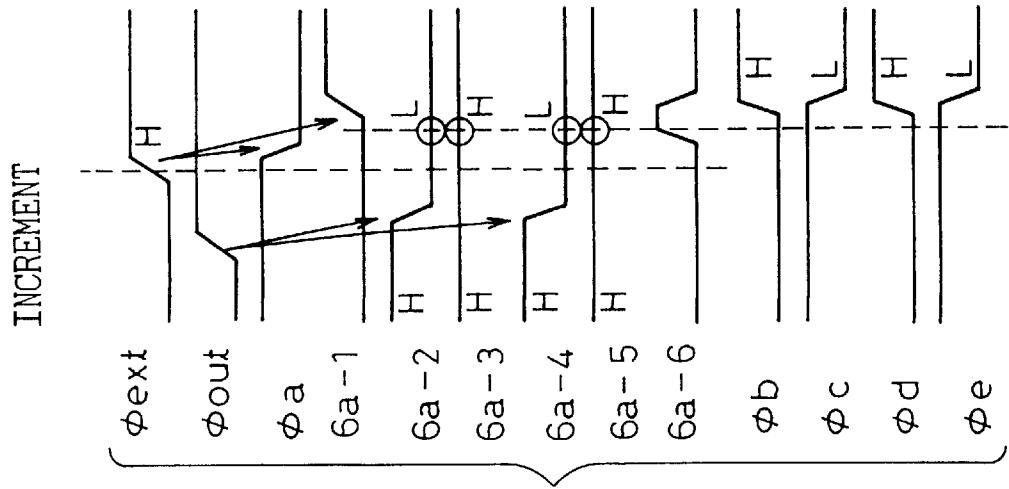 INCREMENT
φext H
φout
φa
6a-1
6a-2 H L
6a-3 H H
6a-4 H L
6a-5 H H
6a-6
φb H
φc L
φd H
φe L